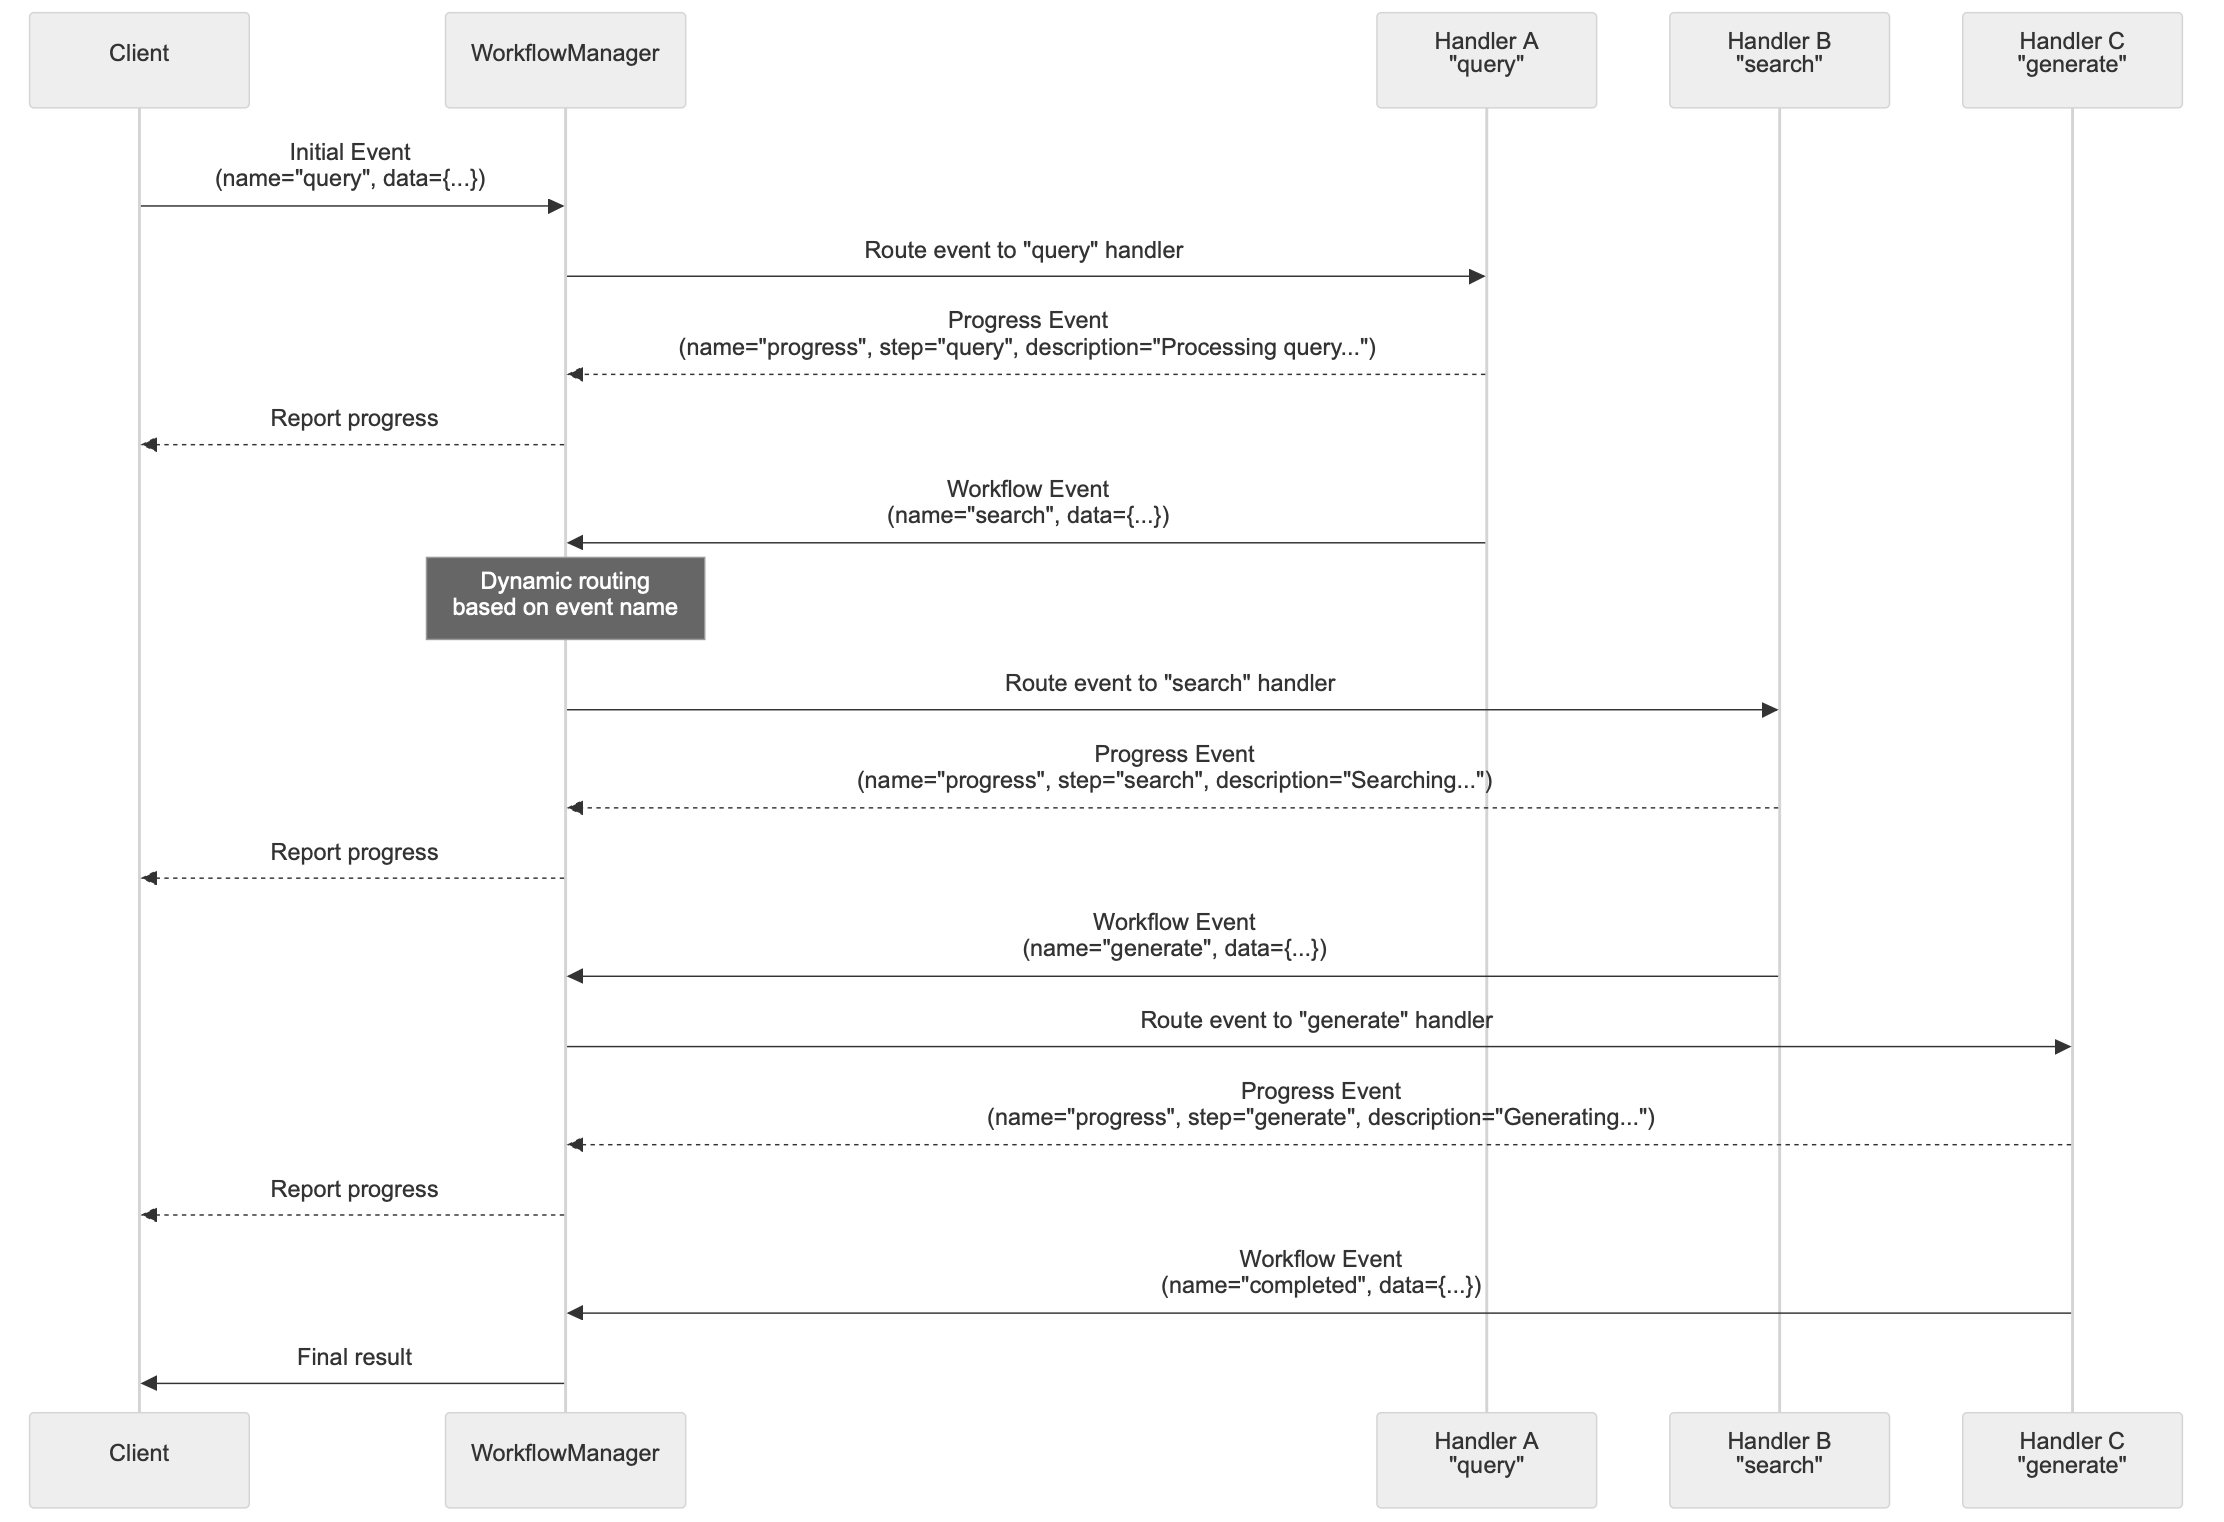 Client
WorkflowManager
Handler A
"query"
Handler B
"search"
Handler C
"generate"
Initial Event
(name="query", data={...})
Route event to "query" handler
Progress Event
(name="progress", step="query", description="Processing query...")
Report progress
Workflow Event
(name="search", data={...})
Dynamic routing
based on event name
Route event to "search" handler
Progress Event
(name="progress", step="search", description="Searching...")
Report progress
Workflow Event
(name="generate", data={...})
Route event to "generate" handler
Progress Event
(name="progress", step="generate", description="Generating...")
Report progress
Workflow Event
(name="completed", data={...})
Final result
Client
WorkflowManager
Handler A
"query"
Handler B
"search"
Handler C
"generate"